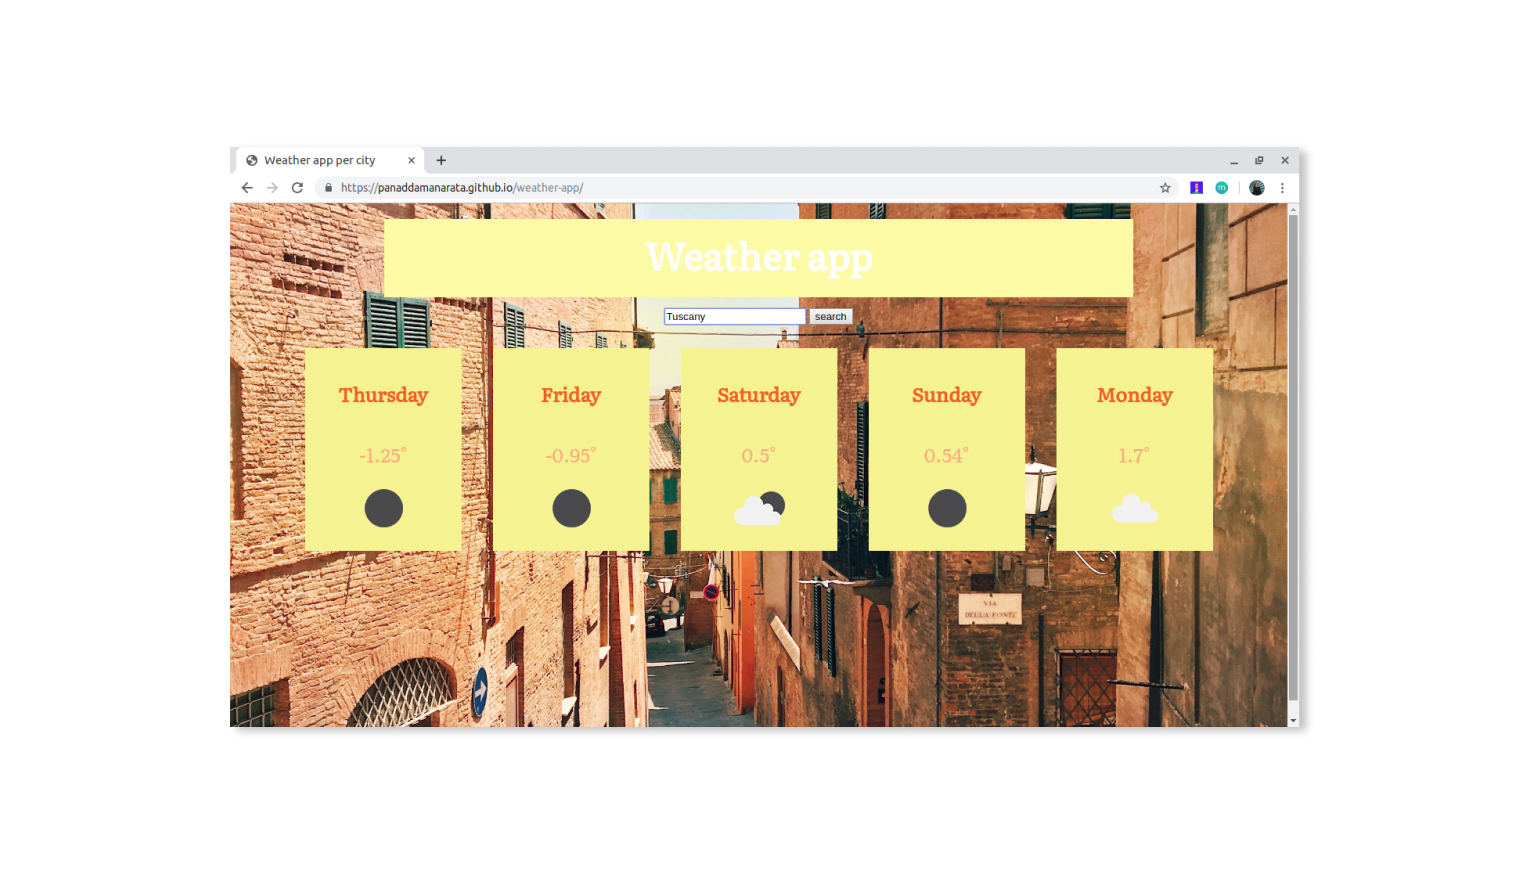 Weather app per city
https://panaddamanarata.github.io/weather-app/
m
Weather app
Tuscany search
Thursday Friday Saturday Sunday Monday
-1.25° -0.95° 0.5° 0.54° 1.7°
VIA
DELLA FONTE